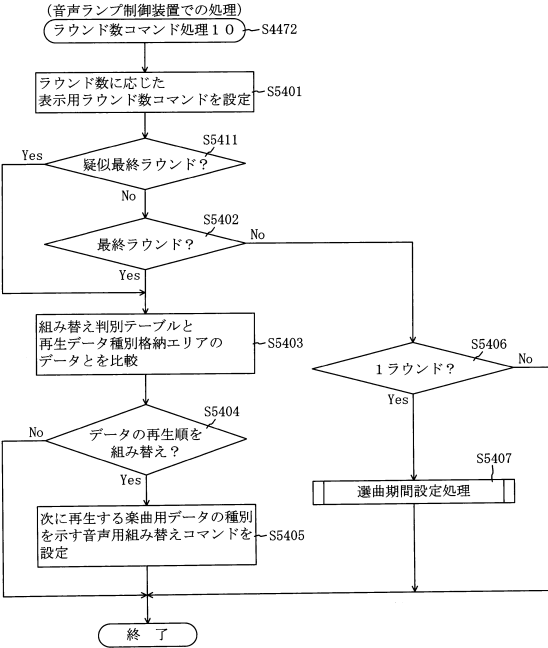 (音声ランプ制御装置での処理)
ラウンド数コマンド処理10
S4472
ラウンド数に応じた
表示用ラウンド数コマンドを設定
S5401
S5411
Yes
疑似最終ラウンド?
No
S5402
最終ラウンド?
No
Yes
組み替え判別テーブルと
再生データ種別格納エリアの
データとを比較
S5403
S5406
1ラウンド?
No
Yes
S5404
No
データの再生順を
組み替え?
Yes
S5407
選曲期間設定処理
次に再生する楽曲用データの種別
を示す音声用組み替えコマンドを
設定
S5405
終 了